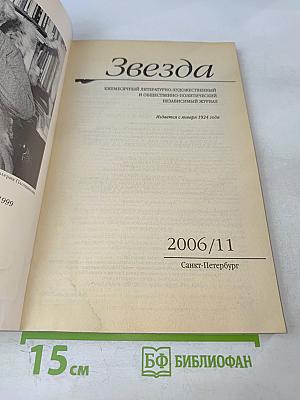 Звезда
ЕЖЕМЕСЯЧНЫЙ ЛИТЕРАТУРНО-ХУДОЖЕСТВЕННЫЙ
И ОБЩЕСТВЕННО-ПОЛИТИЧЕСКИЙ
НЕЗАВИСИМЫЙ ЖУРНАЛ
Издается с января 1924 года
1999
2006/11
Санкт-Петербург
15 см
БФ БИБЛИОФАН